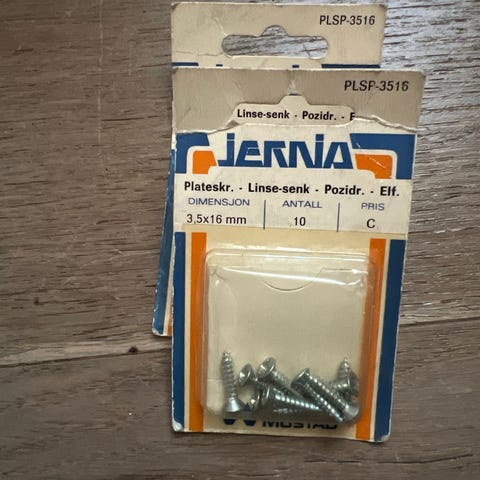 PLSP-3516
PLSP-3516
Linse-senk - Pozidr. -
JERNIA
Plateskr. - Linse-senk - Pozidr. - Elf.
DIMENSJON ANTALL PRIS
3,5x16 mm 10 C
MUSTAD